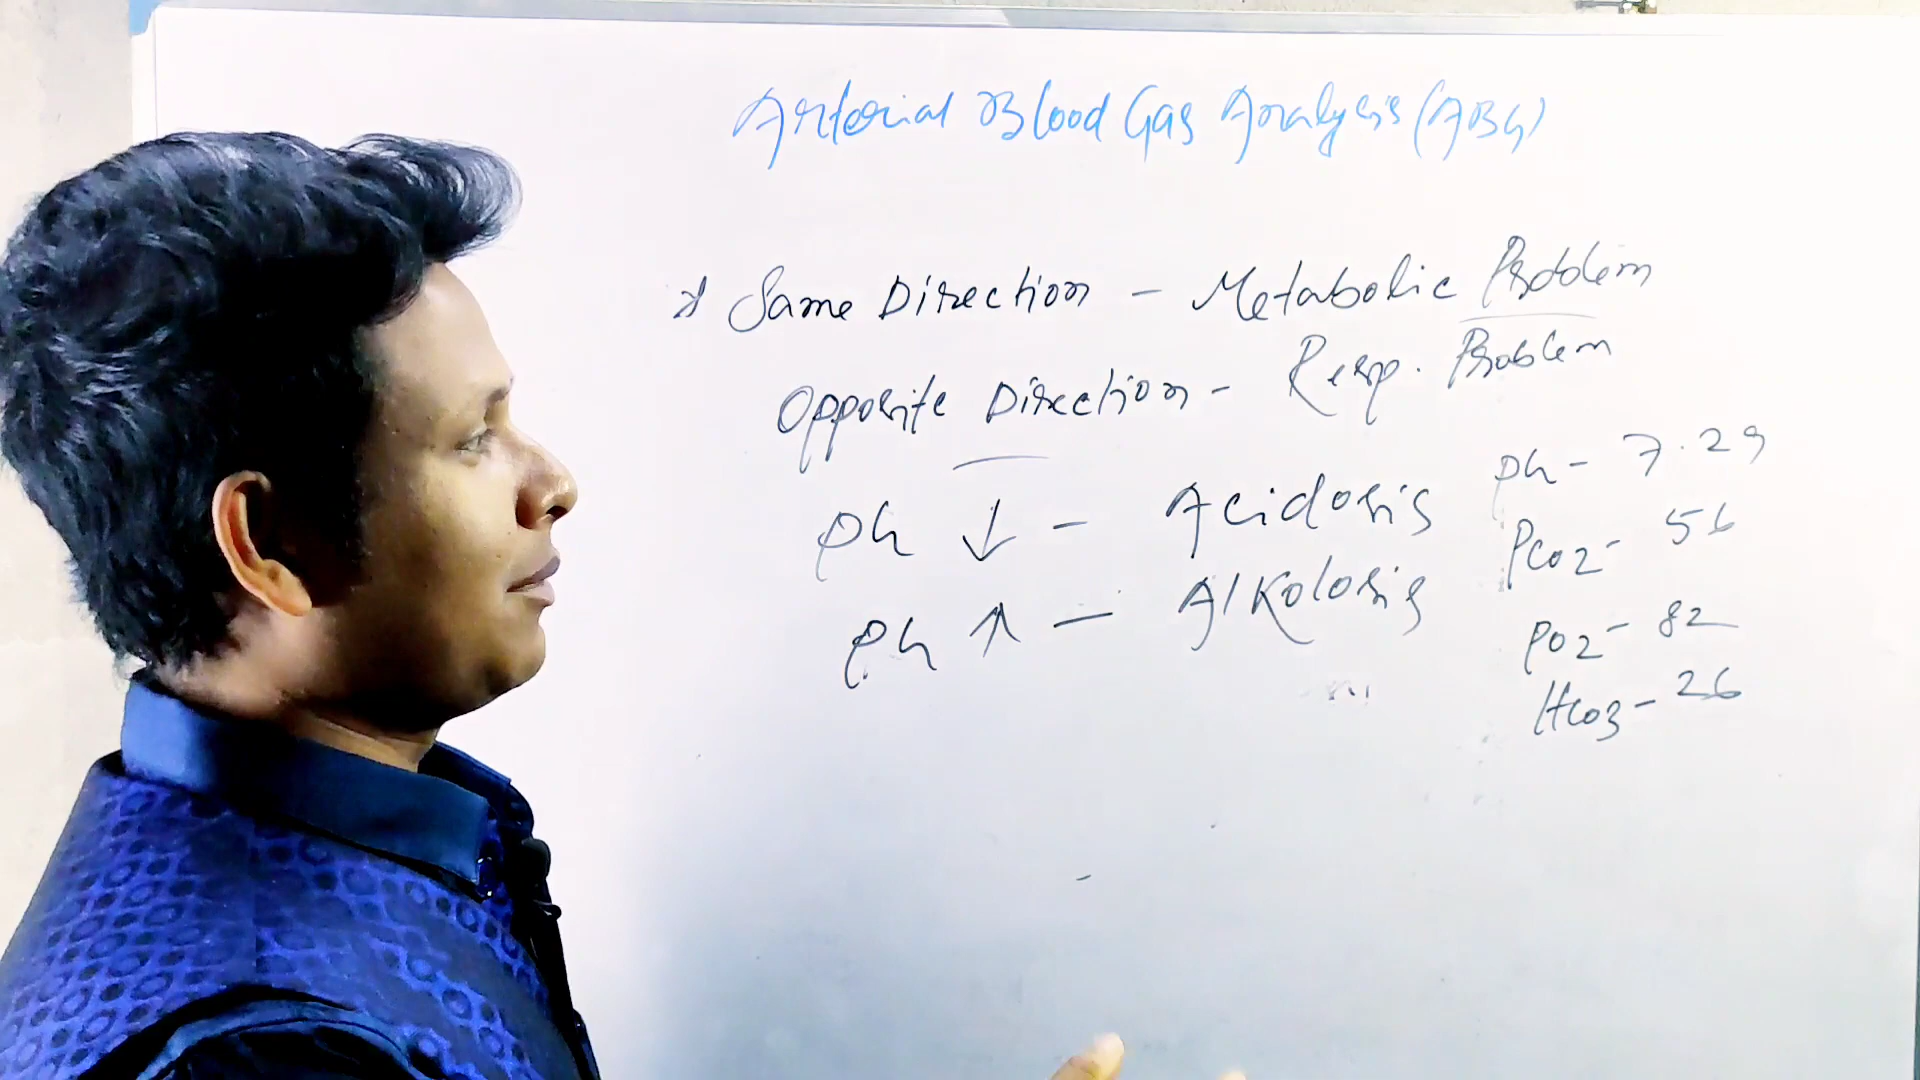 Arterial Blood Gas Analysis (ABG)
* Same Direction - Metabolic Problem
Opposite Direction - Resp. Problem
ph ↓ - Acidosis
ph ↑ - Alkolosis
ph - 7.29
Pco2 - 56
po2 - 82
Hco3 - 26